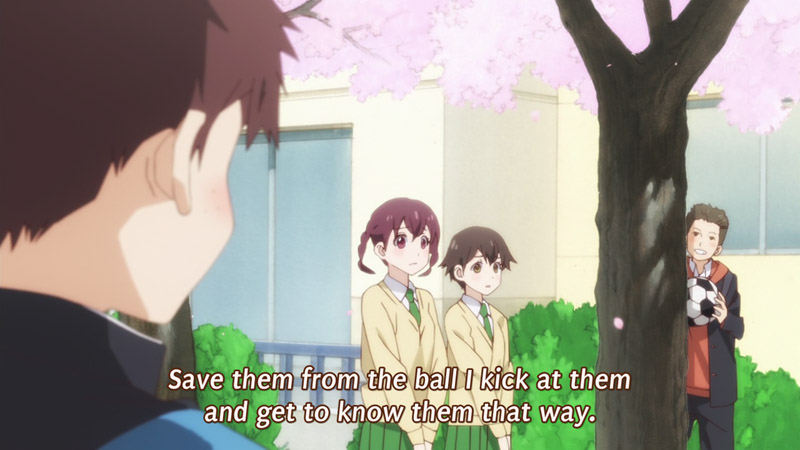 Save them from the ball I kick at them
and get to know them that way.